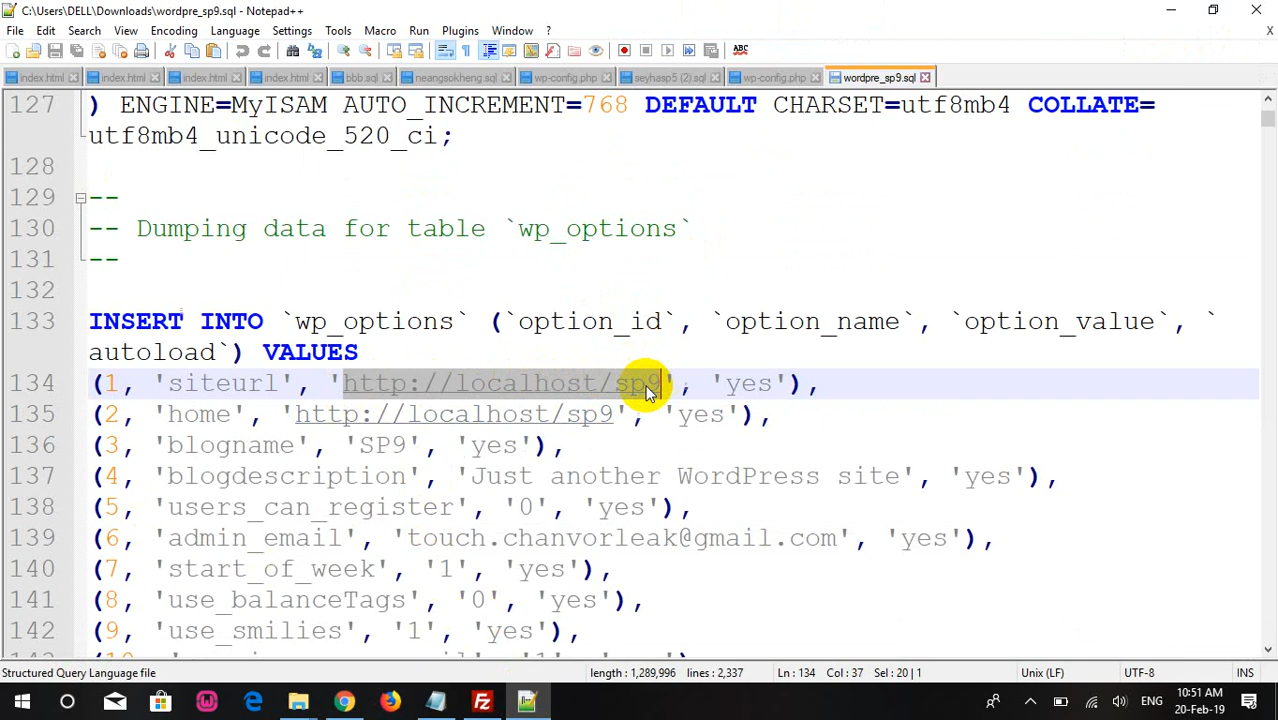 C:\Users\DELL\Downloads\wordpre_sp9.sql - Notepad++
File Edit Search View Encoding Language Settings Tools Macro Run Plugins Window ? X
index.html index.html index.html index.html bbb.sql neangsokheng.sql wp-config.php seyhasp5 (2).sql wp-config.php wordpre_sp9.sql
127 ) ENGINE=MyISAM AUTO_INCREMENT=768 DEFAULT CHARSET=utf8mb4 COLLATE=
utf8mb4_unicode_520_ci;
128
129 --
130 -- Dumping data for table `wp_options`
131 --
132
133 INSERT INTO `wp_options` (`option_id`, `option_name`, `option_value`, `
autoload`) VALUES
134 (1, 'siteurl', 'http://localhost/sp9', 'yes'),
135 (2, 'home', 'http://localhost/sp9', 'yes'),
136 (3, 'blogname', 'SP9', 'yes'),
137 (4, 'blogdescription', 'Just another WordPress site', 'yes'),
138 (5, 'users_can_register', '0', 'yes'),
139 (6, 'admin_email', 'touch.chanvorleak@gmail.com', 'yes'),
140 (7, 'start_of_week', '1', 'yes'),
141 (8, 'use_balanceTags', '0', 'yes'),
142 (9, 'use_smilies', '1', 'yes'),
Structured Query Language file length : 1,289,996 lines : 2,337 Ln : 134 Col : 37 Sel : 20 | 1 Unix (LF) UTF-8 INS
ENG 10:51 AM
20-Feb-19